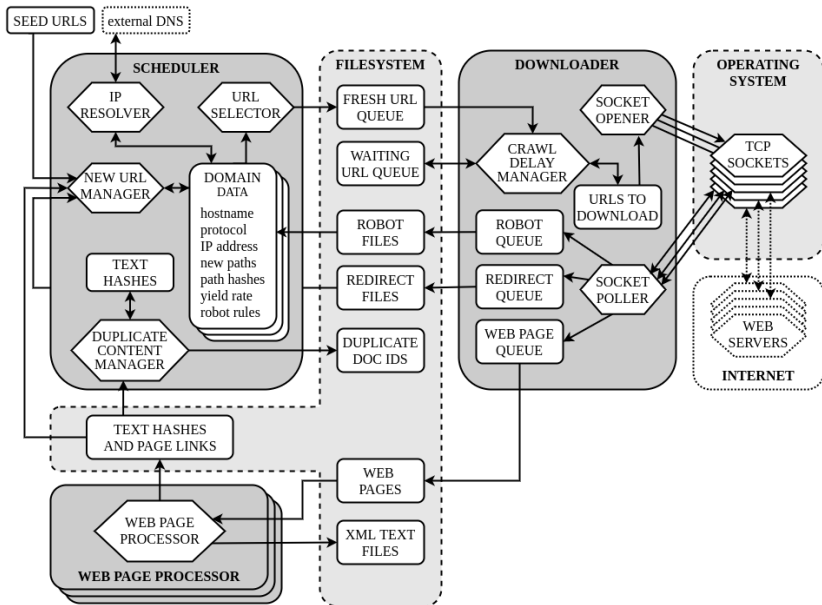 SEED URLS
external DNS
SCHEDULER
IP
RESOLVER
URL
SELECTOR
NEW URL
MANAGER
DOMAIN
DATA
hostname
protocol
IP address
new paths
path hashes
yield rate
robot rules
TEXT
HASHES
DUPLICATE
CONTENT
MANAGER
FILESYSTEM
FRESH URL
QUEUE
WAITING
URL QUEUE
ROBOT
FILES
REDIRECT
FILES
DUPLICATE
DOC IDS
DOWNLOADER
SOCKET
OPENER
CRAWL
DELAY
MANAGER
URLS TO
DOWNLOAD
ROBOT
QUEUE
REDIRECT
QUEUE
SOCKET
POLLER
WEB PAGE
QUEUE
OPERATING
SYSTEM
TCP
SOCKETS
WEB
SERVERS
INTERNET
TEXT HASHES
AND PAGE LINKS
WEB
PAGES
WEB PAGE
PROCESSOR
XML TEXT
FILES
WEB PAGE PROCESSOR